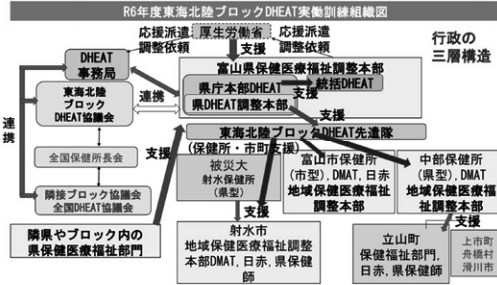 R6年度東海北陸ブロックDHEAT実働訓練組織図
応援派遣
調整依頼
厚生労働省
応援派遣
調整依頼
支援
行政の
三層構造
DHEAT
事務局
富山県保健医療福祉調整本部
県庁本部DHEAT
統括DHEAT
支援
県DHEAT調整本部
東海北陸
ブロック
DHEAT協議会
連携
連携
支援
東海北陸ブロックDHEAT先遣隊
(保健所・市町支援)
全国保健所長会
支援
被災大
射水保健所
(県型)
富山市保健所
(市型), DMAT, 日赤
地域保健医療福祉
調整本部
中部保健所
(県型), DMAT
地域保健医療福
祉調整本部
隣接ブロック協議会
全国DHEAT協議会
支援
支援
隣県やブロック内の
県保健医療福祉部門
射水市
地域保健医療福祉調整
本部DMAT, 日赤, 県保健
師
立山町
保健福祉部門,
日赤, 県保健師
上市町
舟橋村
滑川市